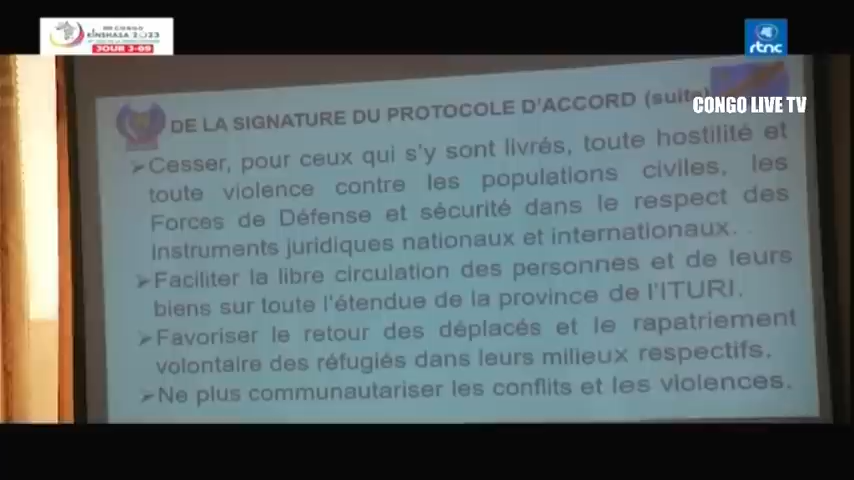 RD CONGO
KINSHASA 2023
JOUR 3-09
rtnc
CONGO LIVE TV
DE LA SIGNATURE DU PROTOCOLE D'ACCORD (suite)
➢Cesser, pour ceux qui s'y sont livrés, toute hostilité et
toute violence contre les populations civiles, les
Forces de Défense et sécurité dans le respect des
instruments juridiques nationaux et internationaux.
➢Faciliter la libre circulation des personnes et de leurs
biens sur toute l'étendue de la province de l'ITURI.
➢Favoriser le retour des déplacés et le rapatriement
volontaire des réfugiés dans leurs milieux respectifs.
➢Ne plus communautariser les conflits et les violences.